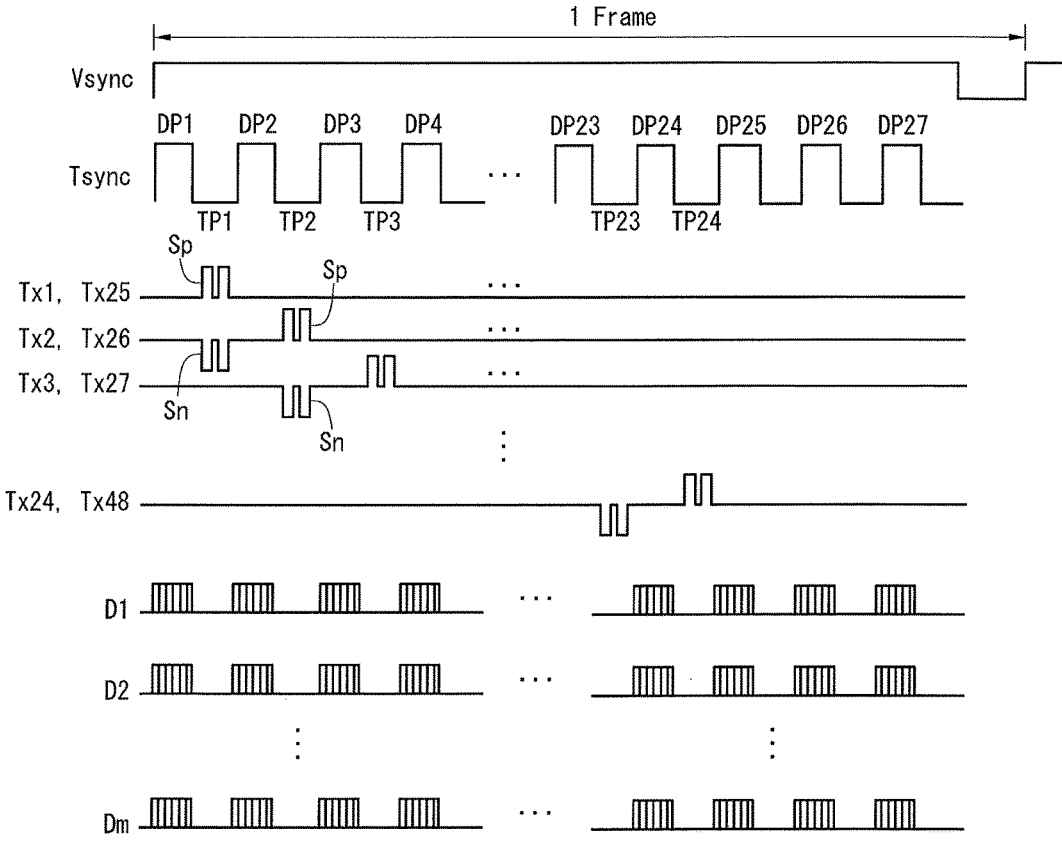 1 Frame
Vsync
DP1 DP2 DP3 DP4 ... DP23 DP24 DP25 DP26 DP27
Tsync
TP1 TP2 TP3 TP23 TP24
Sp
Sp
Tx1, Tx25 ...
Tx2, Tx26 ...
Tx3, Tx27 ...
Sn
Sn
Tx24, Tx48
D1 ...
D2 ...
Dm ...